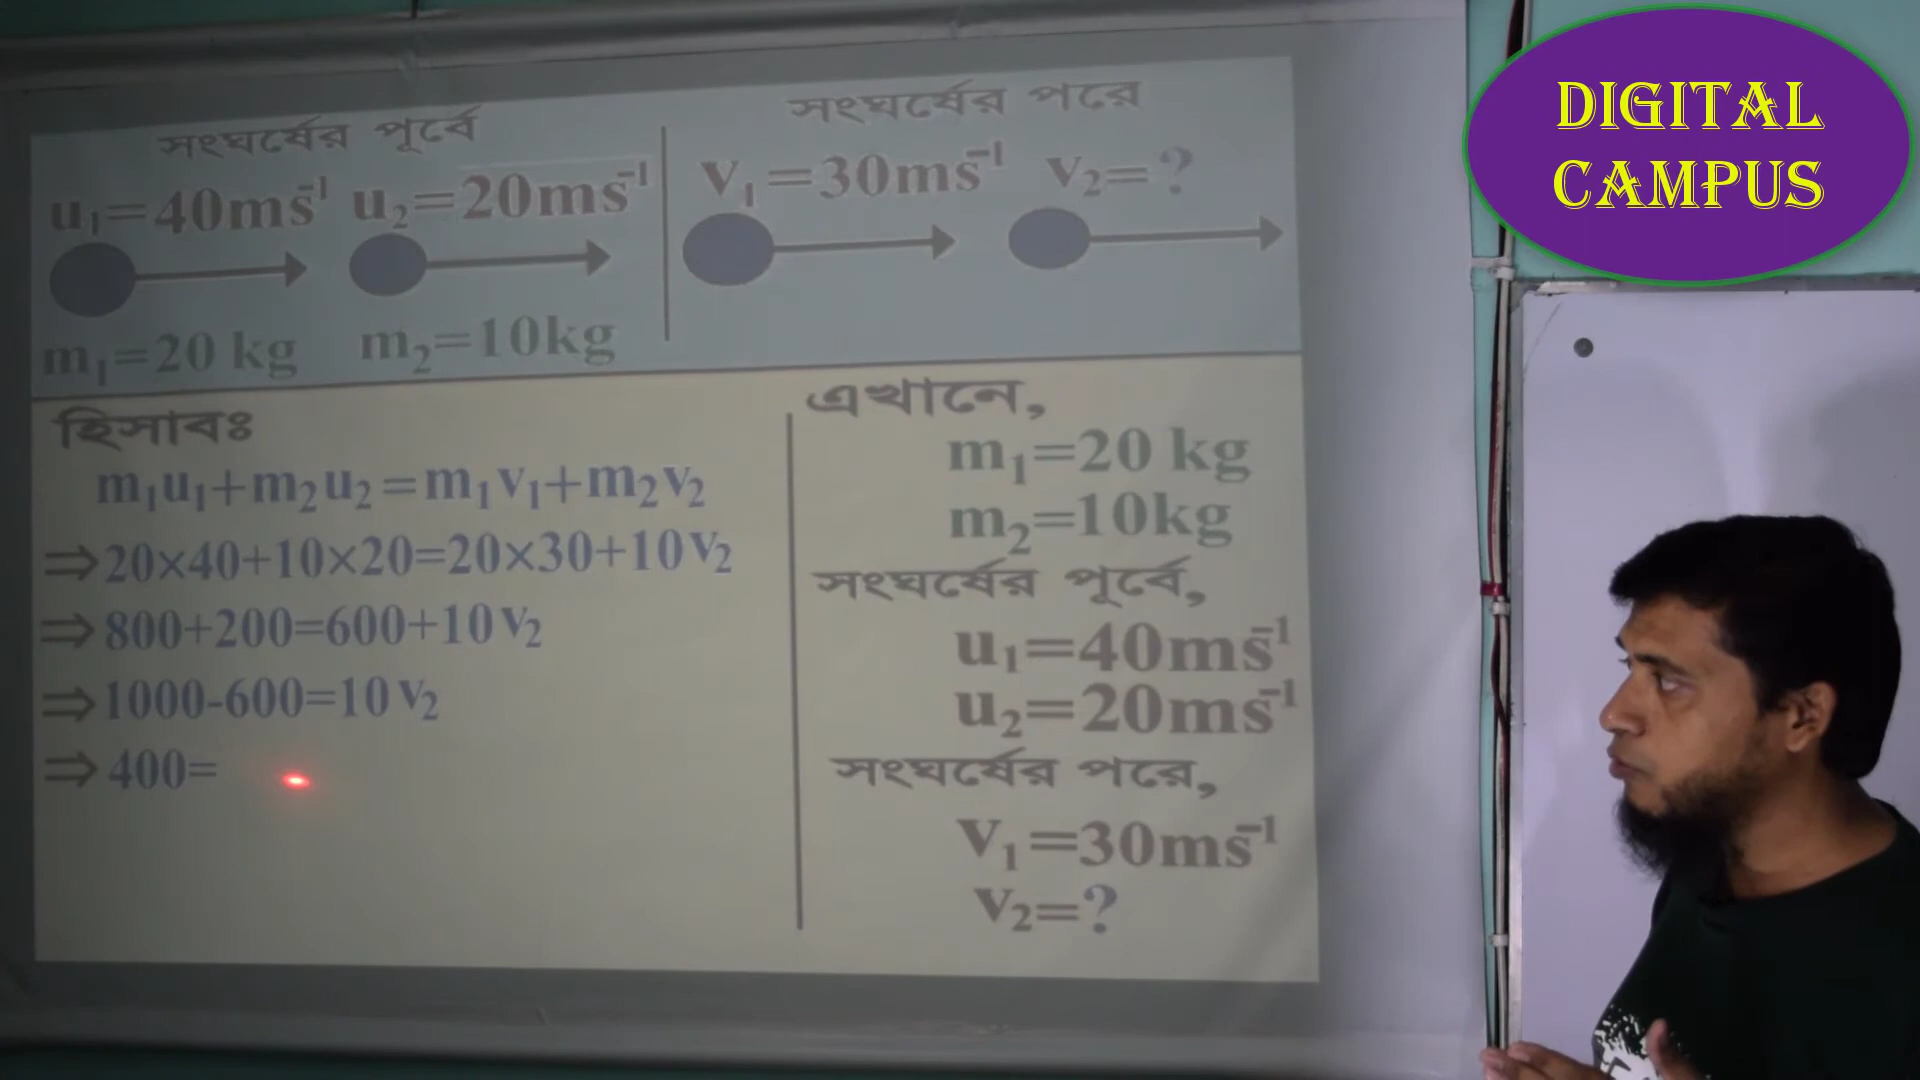 সংঘর্ষের পূর্বে
u₁=40ms⁻¹ u₂=20ms⁻¹
m₁=20 kg m₂=10kg
সংঘর্ষের পরে
v₁=30ms⁻¹ v₂=?
হিসাবঃ
m₁u₁+m₂u₂=m₁v₁+m₂v₂
⇒20×40+10×20=20×30+10v₂
⇒800+200=600+10v₂
⇒1000-600=10v₂
⇒400=
এখানে,
m₁=20 kg
m₂=10kg
সংঘর্ষের পূর্বে,
u₁=40ms⁻¹
u₂=20ms⁻¹
সংঘর্ষের পরে,
v₁=30ms⁻¹
v₂=?
DIGITAL
CAMPUS